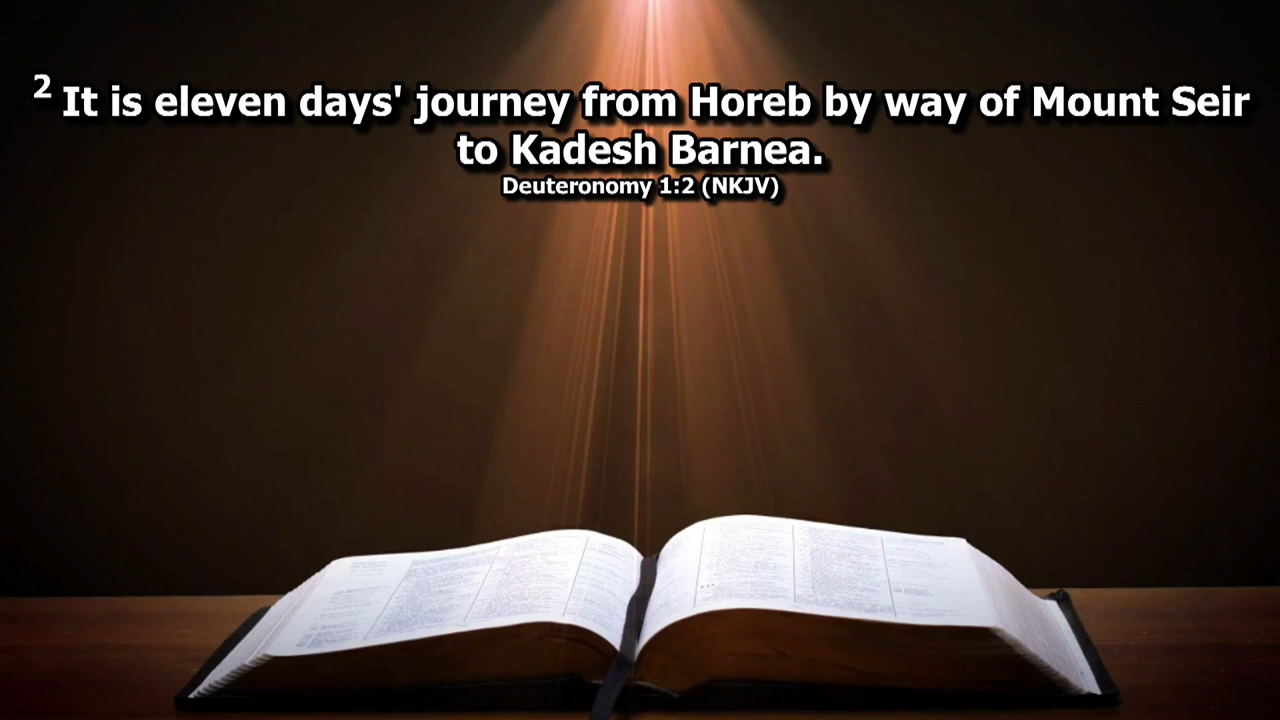 2 It is eleven days' journey from Horeb by way of Mount Seir
to Kadesh Barnea.
Deuteronomy 1:2 (NKJV)